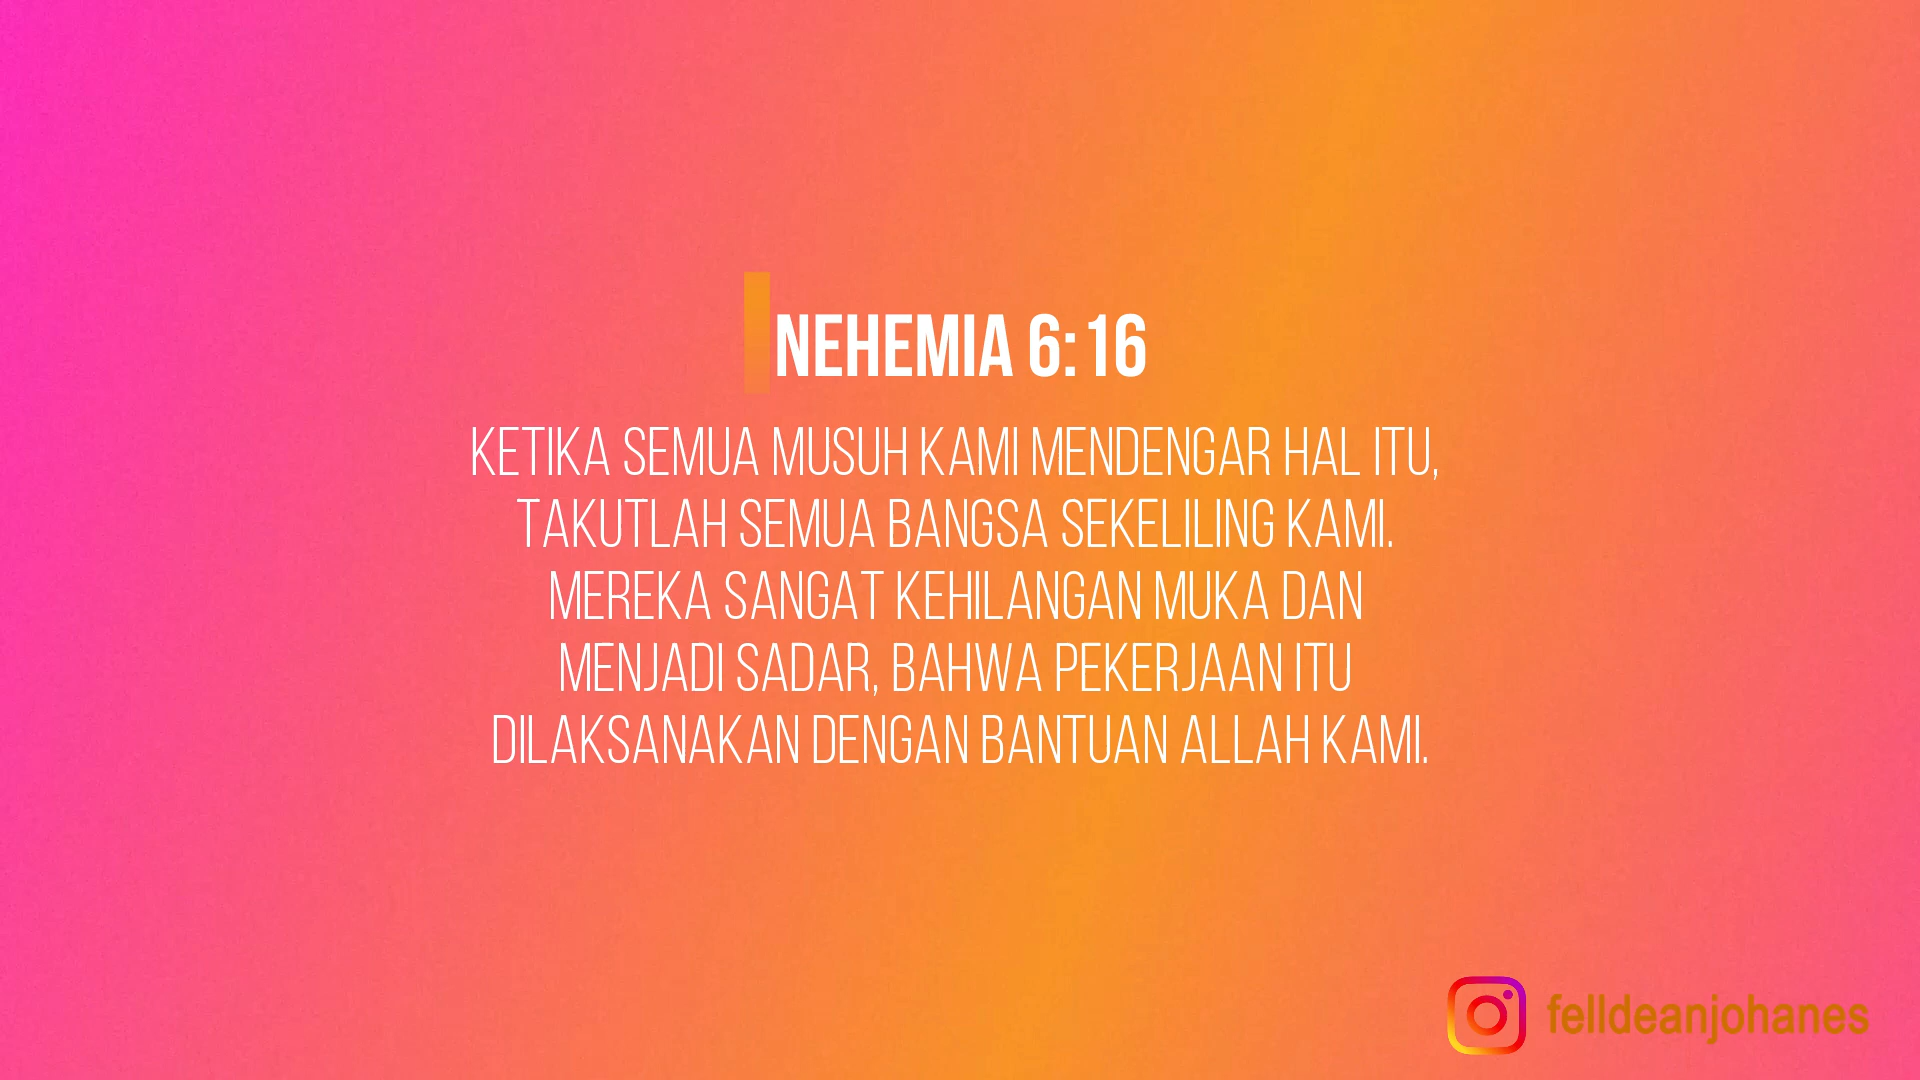 NEHEMIA 6:16
KETIKA SEMUA MUSUH KAMI MENDENGAR HAL ITU,
TAKUTLAH SEMUA BANGSA SEKELILING KAMI.
MEREKA SANGAT KEHILANGAN MUKA DAN
MENJADI SADAR, BAHWA PEKERJAAN ITU
DILAKSANAKAN DENGAN BANTUAN ALLAH KAMI.
felldeanjohanes